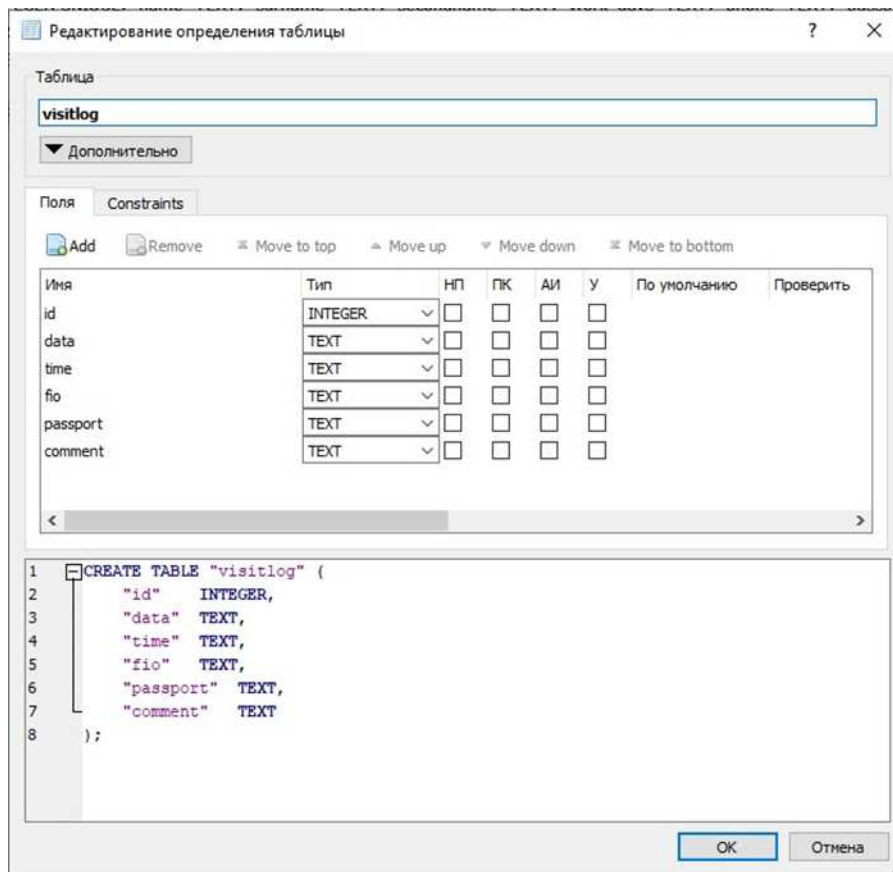 Редактирование определения таблицы ? ×
Таблица
visitlog
Дополнительно
Поля Constraints
Add Remove Move to top Move up Move down Move to bottom
Имя Тип НП ПК АИ У По умолчанию Проверить
id INTEGER
data TEXT
time TEXT
fio TEXT
passport TEXT
comment TEXT
1 CREATE TABLE "visitlog" (
2 "id" INTEGER,
3 "data" TEXT,
4 "time" TEXT,
5 "fio" TEXT,
6 "passport" TEXT,
7 "comment" TEXT
8 );
OK Отмена